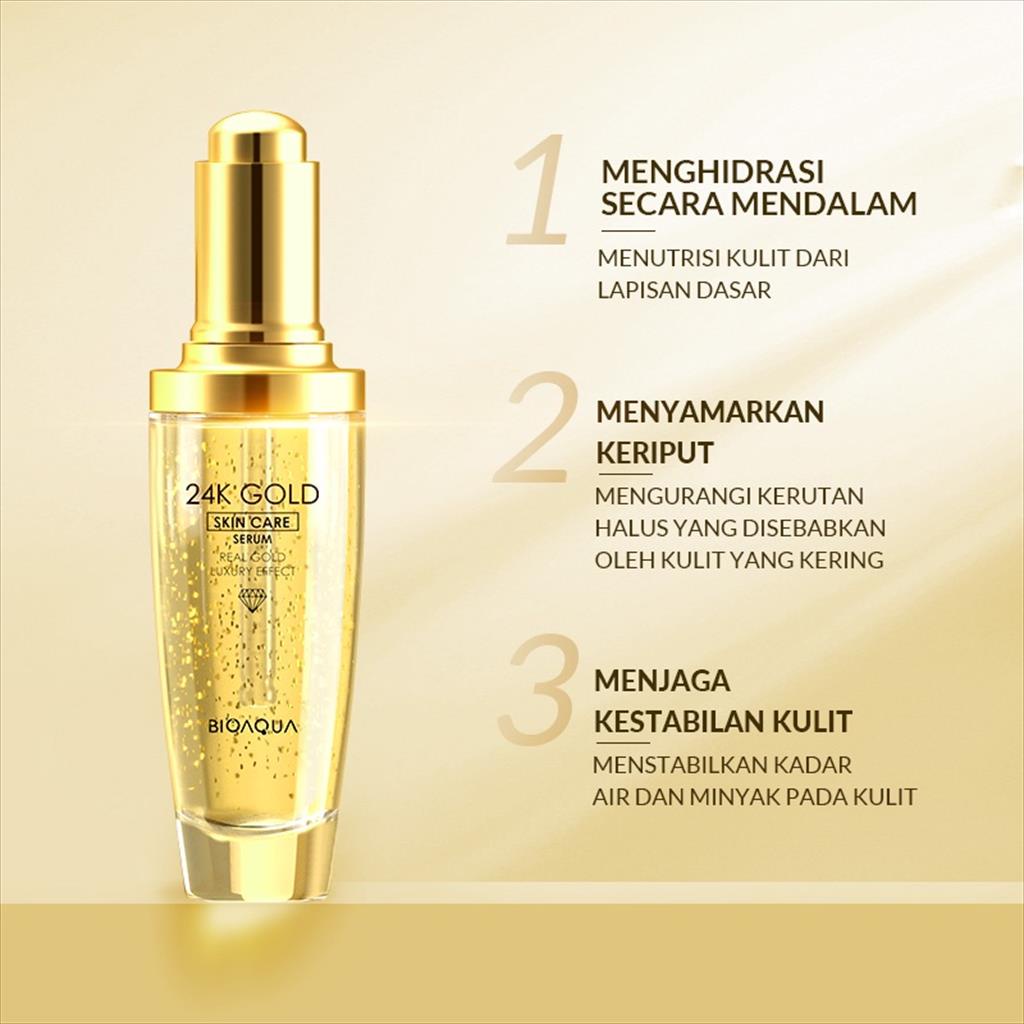 1
MENGHIDRASI
SECARA MENDALAM
MENUTRISI KULIT DARI
LAPISAN DASAR
2
MENYAMARKAN
KERIPUT
MENGURANGI KERUTAN
HALUS YANG DISEBABKAN
OLEH KULIT YANG KERING
3
MENJAGA
KESTABILAN KULIT
MENSTABILKAN KADAR
AIR DAN MINYAK PADA KULIT
24K GOLD
SKIN CARE
SERUM
REAL GOLD
LUXURY EFFECT
BIOAQUA